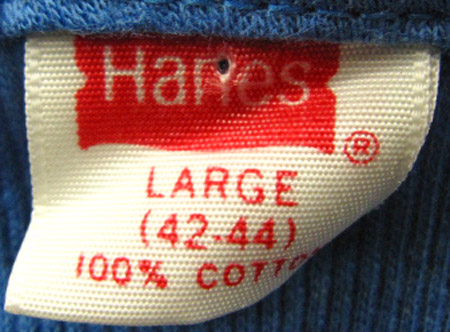 Hanes
®
LARGE
(42-44)
100% COTTO